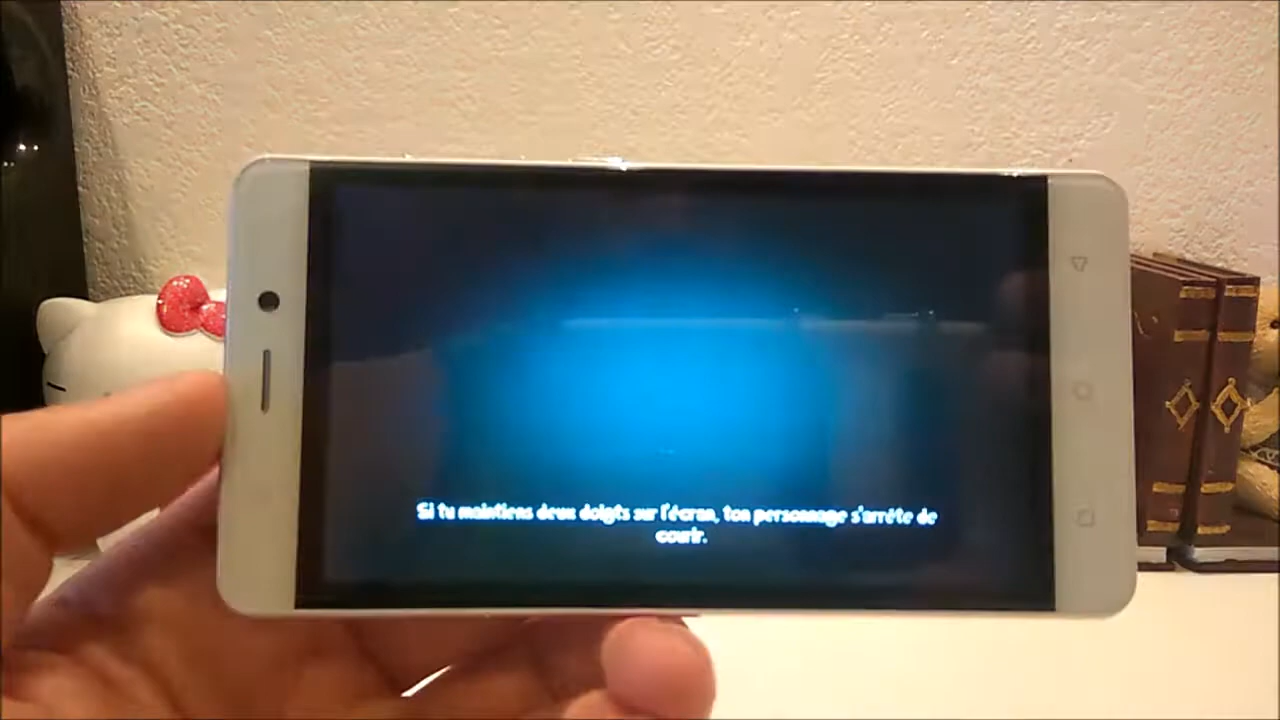 Si tu maintiens deux doigts sur l'écran, ton personnage s'arrête de
courir.